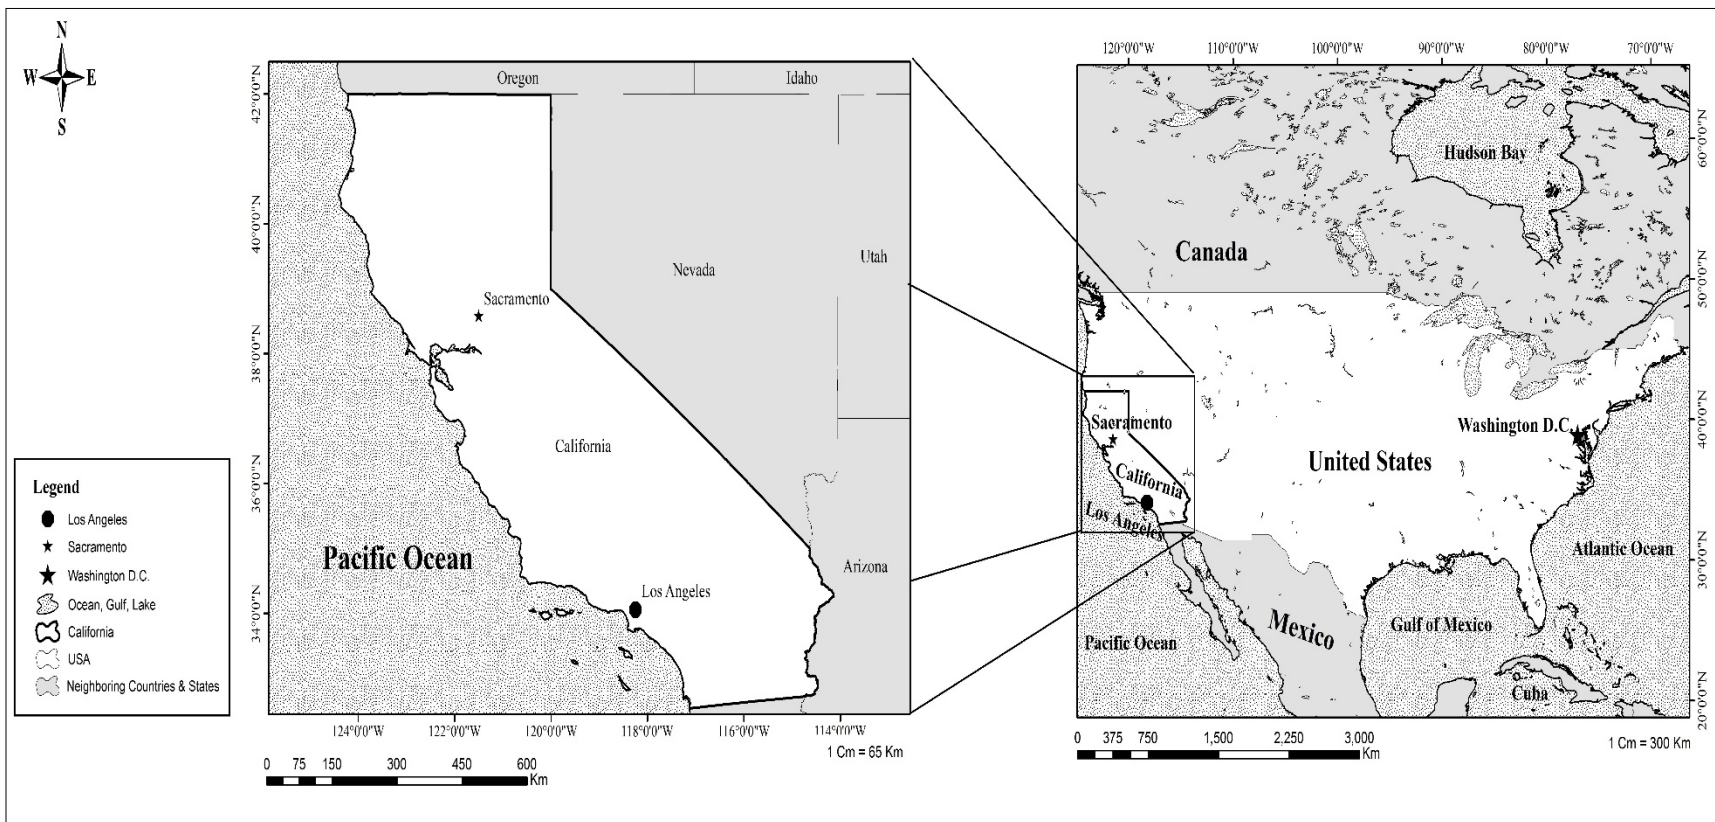 N
W E
S
Legend
Los Angeles
Sacramento
Washington D.C.
Ocean, Gulf, Lake
California
USA
Neighboring Countries & States
42°0'0"N
40°0'0"N
38°0'0"N
36°0'0"N
34°0'0"N
Oregon
Idaho
Nevada
Utah
Sacramento
California
Pacific Ocean
Arizona
Los Angeles
124°0'0"W 122°0'0"W 120°0'0"W 118°0'0"W 116°0'0"W 114°0'0"W
1 Cm = 65 Km
0 75 150 300 450 600
Km
120°0'0"W 110°0'0"W 100°0'0"W 90°0'0"W 80°0'0"W 70°0'0"W
Hudson Bay
Canada
Sacramento
California
Los Angeles
Washington D.C.
United States
Atlantic Ocean
Mexico
Gulf of Mexico
Pacific Ocean
Cuba
60°0'0"N
50°0'0"N
40°0'0"N
30°0'0"N
20°0'0"N
0 375 750 1,500 2,250 3,000
Km
1 Cm = 300 Km